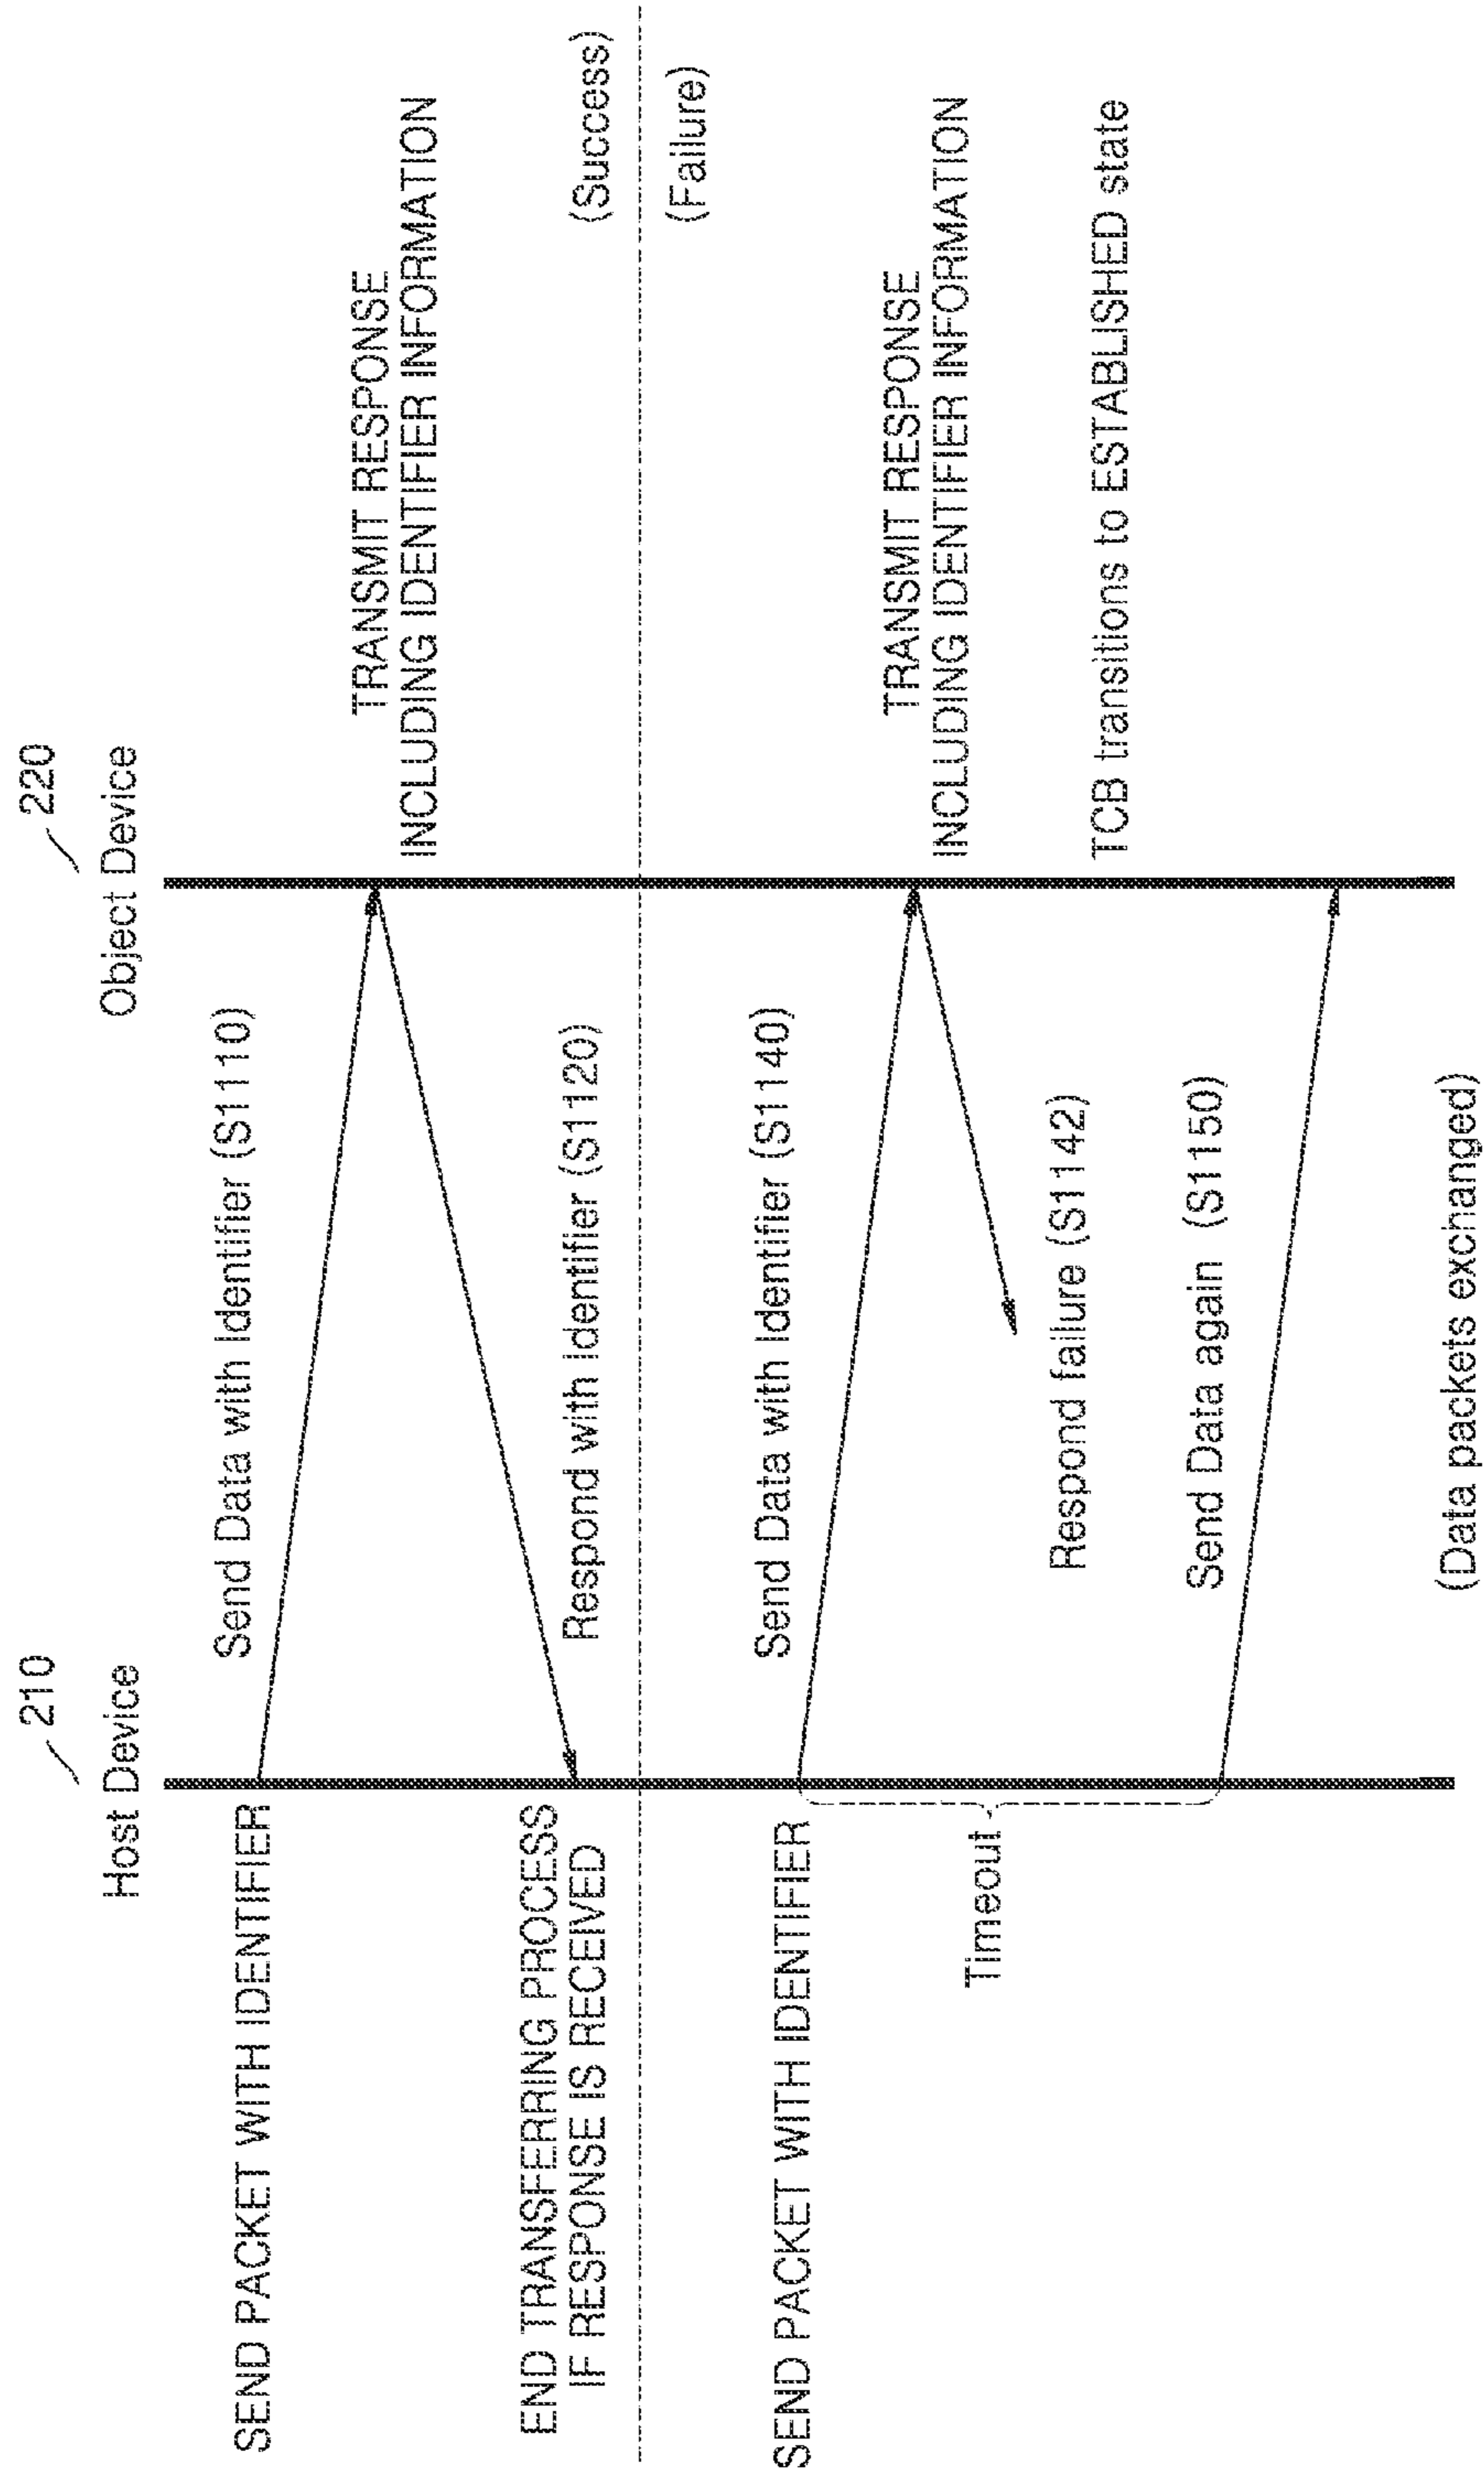 210
Host Device
220
Object Device
SEND PACKET WITH IDENTIFIER
Send Data with Identifier (S1110)
TRANSMIT RESPONSE
INCLUDING IDENTIFIER INFORMATION
END TRANSFERRING PROCESS
IF RESPONSE IS RECEIVED
Respond with Identifier (S1120)
(Success)
(Failure)
SEND PACKET WITH IDENTIFIER
Send Data with Identifier (S1140)
TRANSMIT RESPONSE
INCLUDING IDENTIFIER INFORMATION
Timeout
Respond failure (S1142)
TCB transitions to ESTABLISHED state
Send Data again (S1150)
(Data packets exchanged)